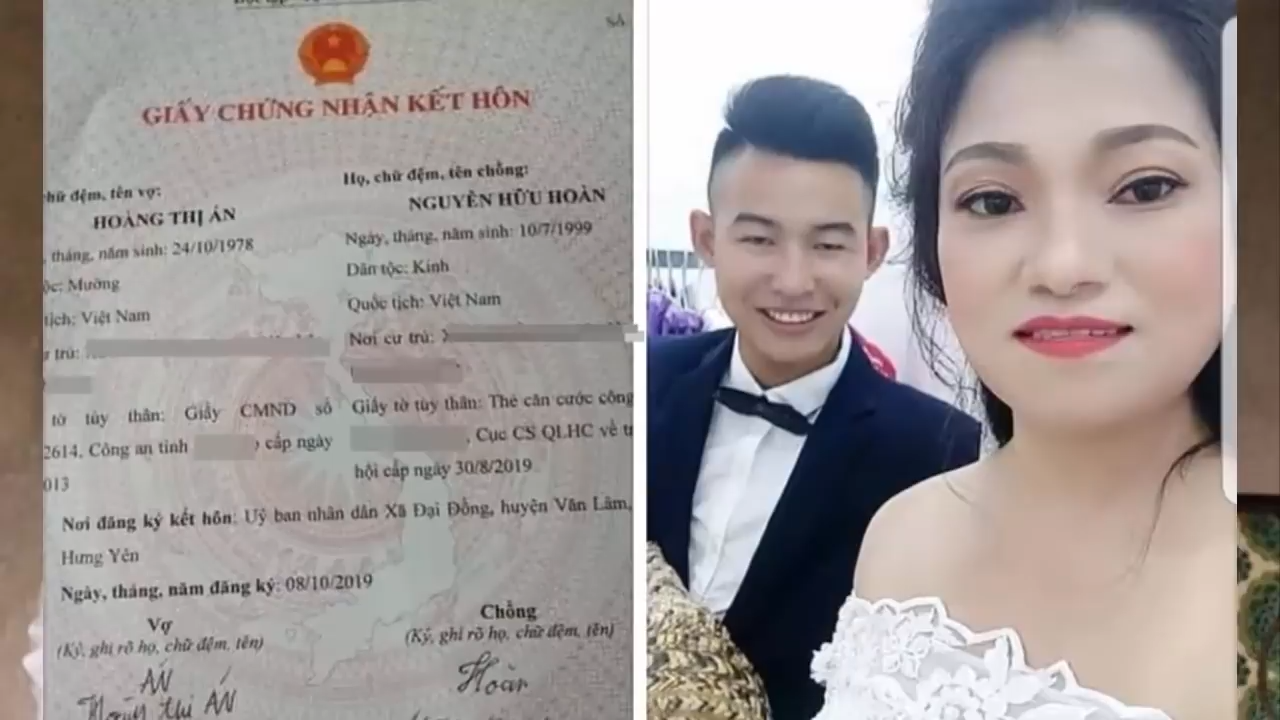 Số
GIẤY CHỨNG NHẬN KẾT HÔN
chữ đệm, tên vợ:
HOÀNG THỊ ÁN
, tháng, năm sinh: 24/10/1978
ộc: Mường
tịch: Việt Nam
ư trú:
tờ tùy thân: Giấy CMND số
2614, Công an tỉnh
cấp ngày
013
Họ, chữ đệm, tên chồng:
NGUYỄN HỮU HOÀN
Ngày, tháng, năm sinh: 10/7/1999
Dân tộc: Kinh
Quốc tịch: Việt Nam
Nơi cư trú:
Giấy tờ tùy thân: Thẻ căn cước công
, Cục CS QLHC về tr
hội cấp ngày 30/8/2019
Nơi đăng ký kết hôn: Uỷ ban nhân dân Xã Đại Đồng, huyện Văn Lâm,
Hưng Yên
Ngày, tháng, năm đăng ký: 08/10/2019
Vợ
(Ký, ghi rõ họ, chữ đệm, tên)
ÁN
Hoàng thị ÁN
Chồng
(Ký, ghi rõ họ, chữ đệm, tên)
Hoàn